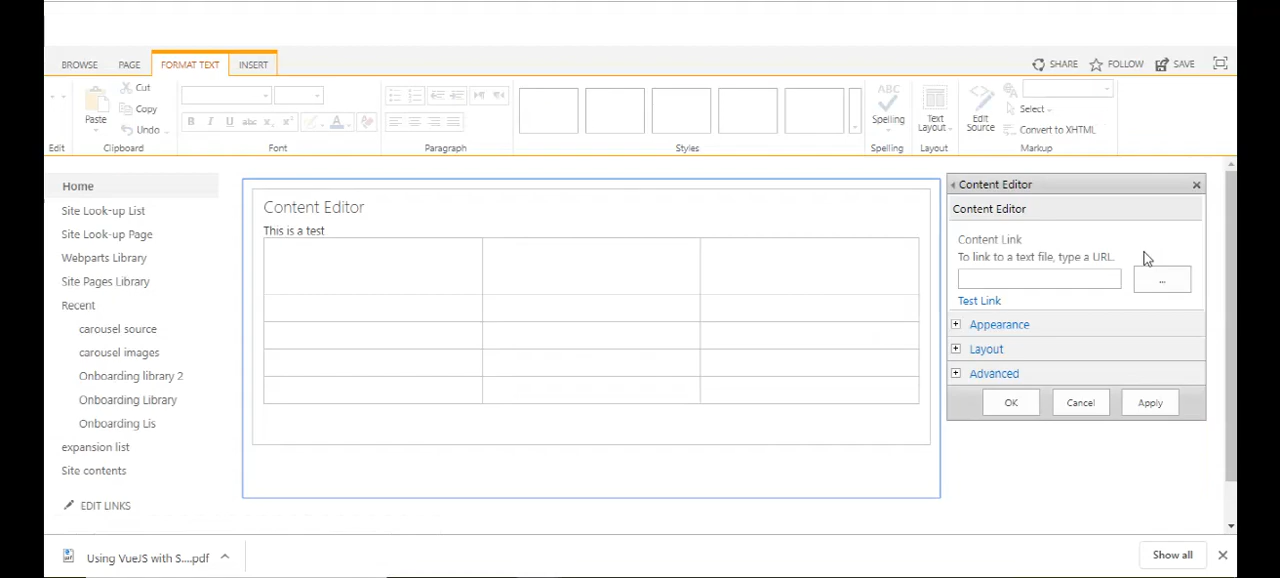 BROWSE PAGE FORMAT TEXT INSERT SHARE FOLLOW SAVE
Paste
Cut
Copy
Undo
B I U abc x₂ x² A
ABC
Spelling
Text
Layout
Edit
Source
Select
Convert to XHTML
Edit Clipboard Font Paragraph Styles Spelling Layout Markup
Home
Site Look-up List
Site Look-up Page
Webparts Library
Site Pages Library
Recent
carousel source
carousel images
Onboarding library 2
Onboarding Library
Onboarding Lis
expansion list
Site contents
EDIT LINKS
Content Editor
This is a test
Content Editor
Content Editor
Content Link
To link to a text file, type a URL.
...
Test Link
Appearance
Layout
Advanced
OK Cancel Apply
Using VueJS with S....pdf
Show all